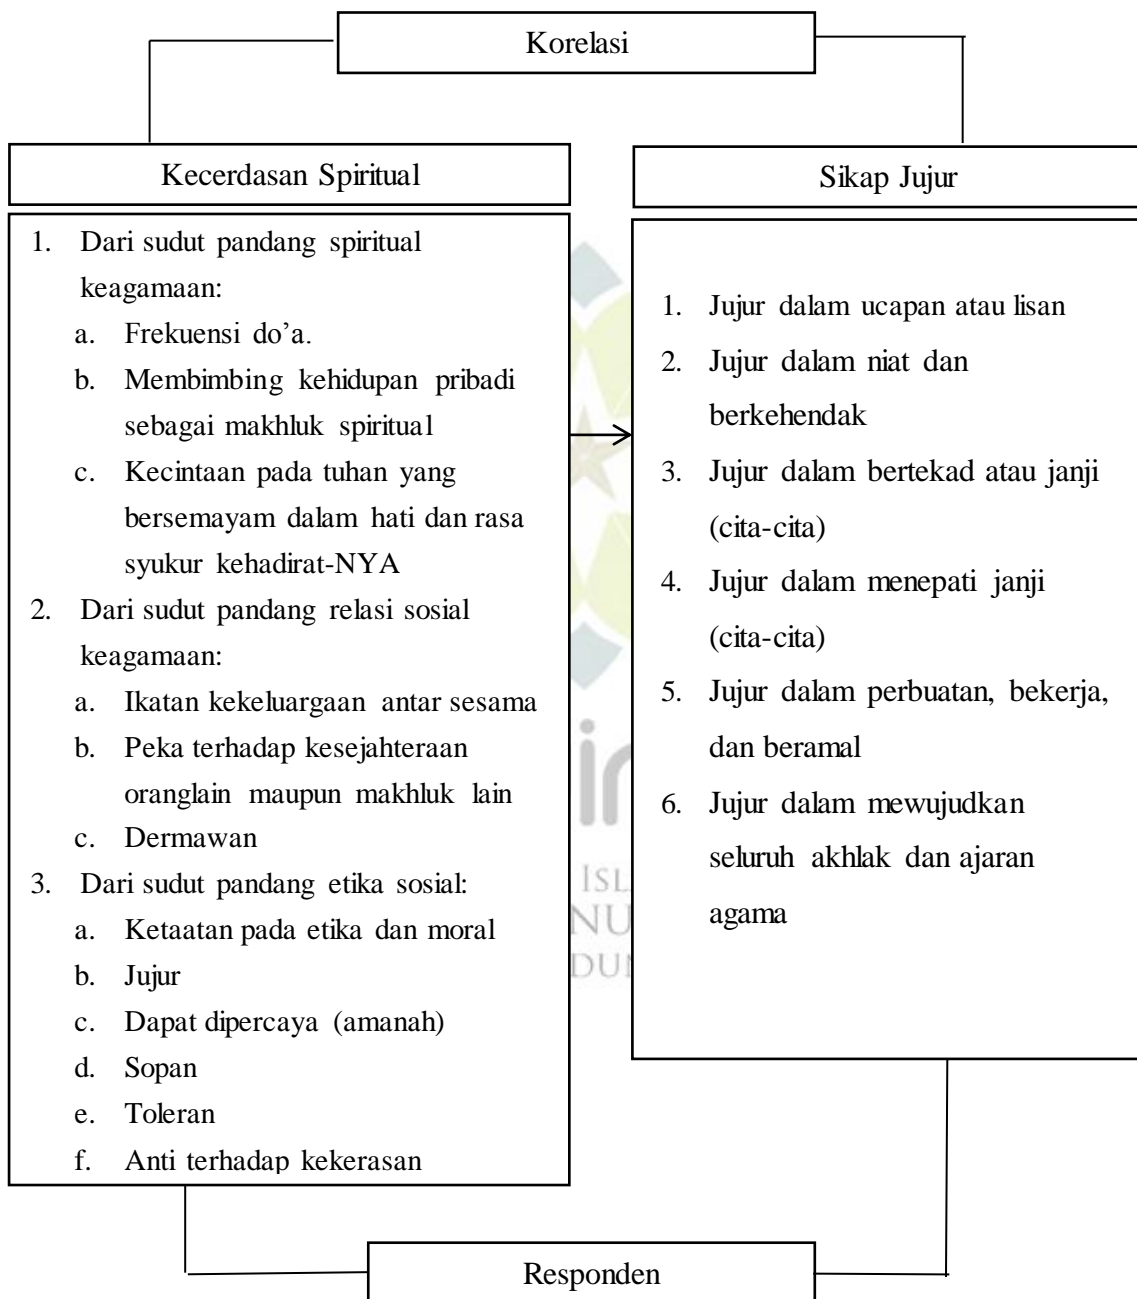 Korelasi
Kecerdasan Spiritual
1. Dari sudut pandang spiritual
keagamaan:
a. Frekuensi do’a.
b. Membimbing kehidupan pribadi
sebagai makhluk spiritual
c. Kecintaan pada tuhan yang
bersemayam dalam hati dan rasa
syukur kehadirat-NYA
2. Dari sudut pandang relasi sosial
keagamaan:
a. Ikatan kekeluargaan antar sesama
b. Peka terhadap kesejahteraan
oranglain maupun makhluk lain
c. Dermawan
3. Dari sudut pandang etika sosial:
a. Ketaatan pada etika dan moral
b. Jujur
c. Dapat dipercaya (amanah)
d. Sopan
e. Toleran
f. Anti terhadap kekerasan
Sikap Jujur
1. Jujur dalam ucapan atau lisan
2. Jujur dalam niat dan
berkehendak
3. Jujur dalam bertekad atau janji
(cita-cita)
4. Jujur dalam menepati janji
(cita-cita)
5. Jujur dalam perbuatan, bekerja,
dan beramal
6. Jujur dalam mewujudkan
seluruh akhlak dan ajaran
agama
Responden